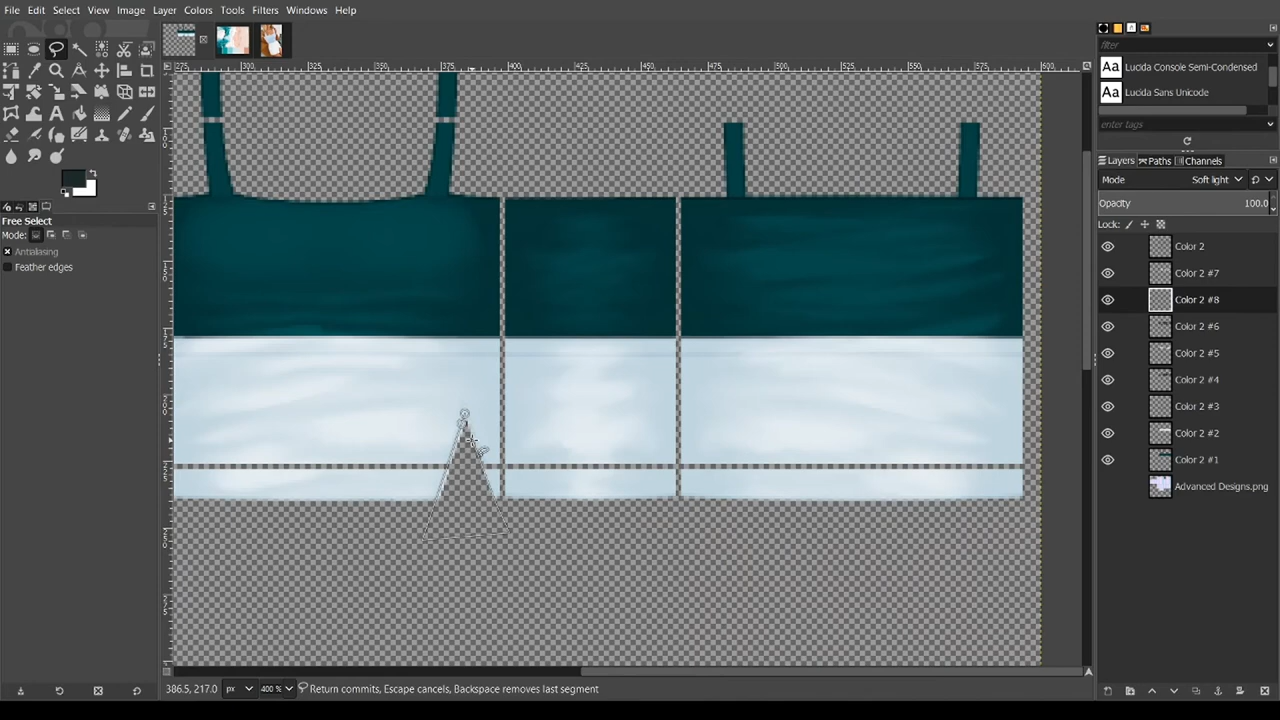 File Edit Select View Image Layer Colors Tools Filters Windows Help
filter
Lucida Console Semi-Condensed
Lucida Sans Unicode
enter tags
Layers Paths Channels
Mode Soft light
Opacity 100.0
Lock:
Free Select
Mode:
Antialiasing
Feather edges
Color 2
Color 2 #7
Color 2 #8
Color 2 #6
Color 2 #5
Color 2 #4
Color 2 #3
Color 2 #2
Color 2 #1
Advanced Designs.png
386.5, 217.0 px 400 % Return commits, Escape cancels, Backspace removes last segment